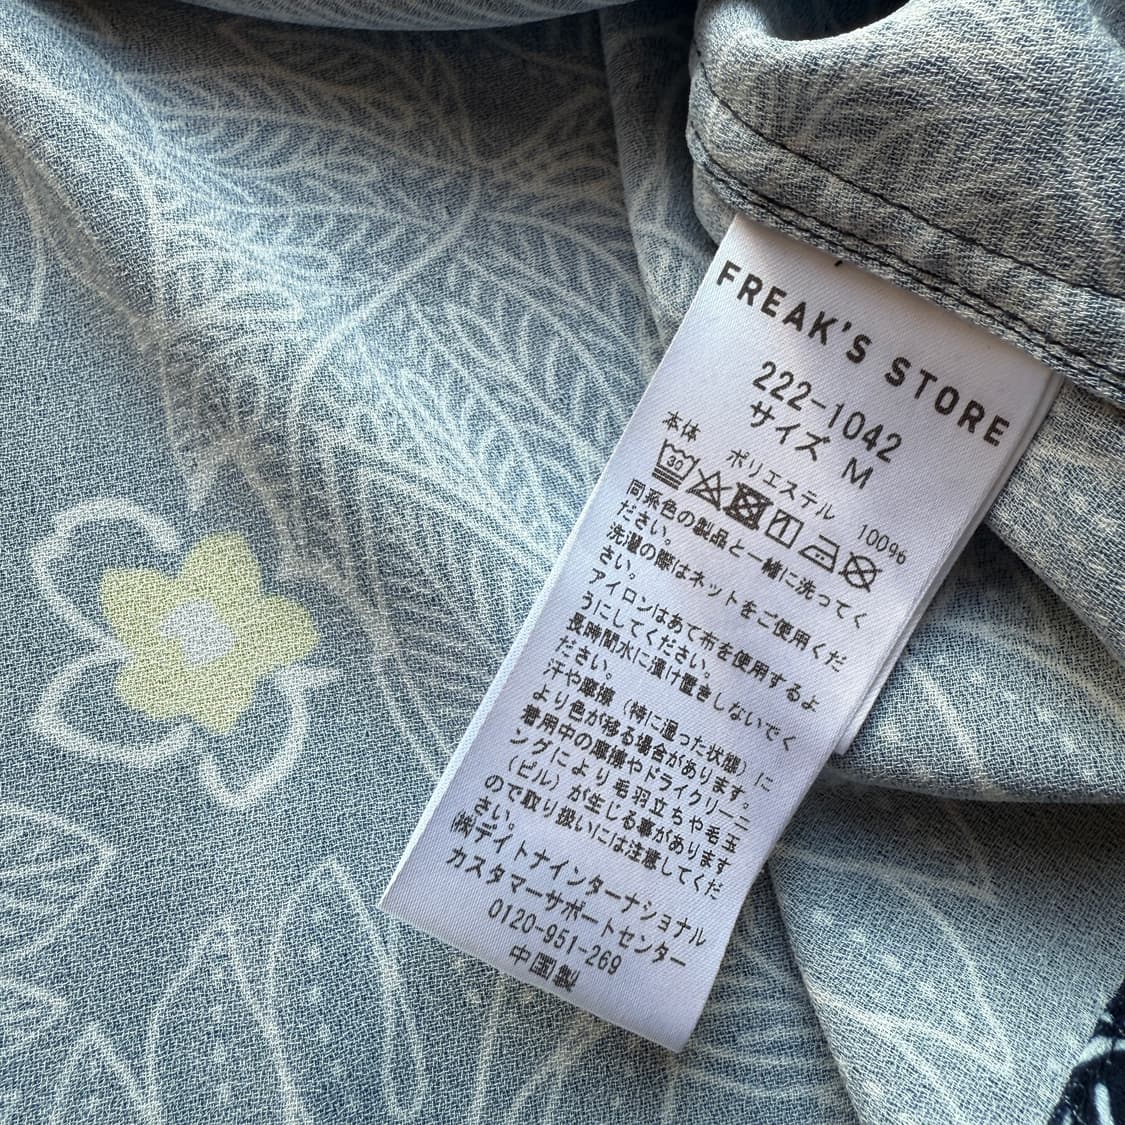 FREAK'S STORE
222-1042
サイズ M
本体 ポリエステル 100%
30
同系色の製品と一緒に洗ってく
ださい。
洗濯の際はネットをご使用くだ
さい。
アイロンはあて布を使用するよ
うにしてください。
長時間水に漬け置きしないでく
ださい。
汗や摩擦（特に湿った状態）に
より色が移る場合があります。
着用中の摩擦やドライクリーニ
ングにより毛羽立ちや毛玉
（ピル）が生じる事があります
ので取り扱いには注意してくだ
さい。
㈱デイトナインターナショナル
カスタマーサポートセンター
0120-951-269
中国製